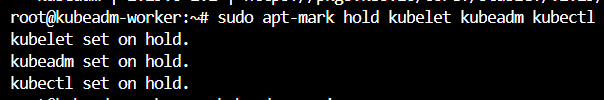 root@kubeadm-worker:~# sudo apt-mark hold kubelet kubeadm kubectl
kubelet set on hold.
kubeadm set on hold.
kubectl set on hold.